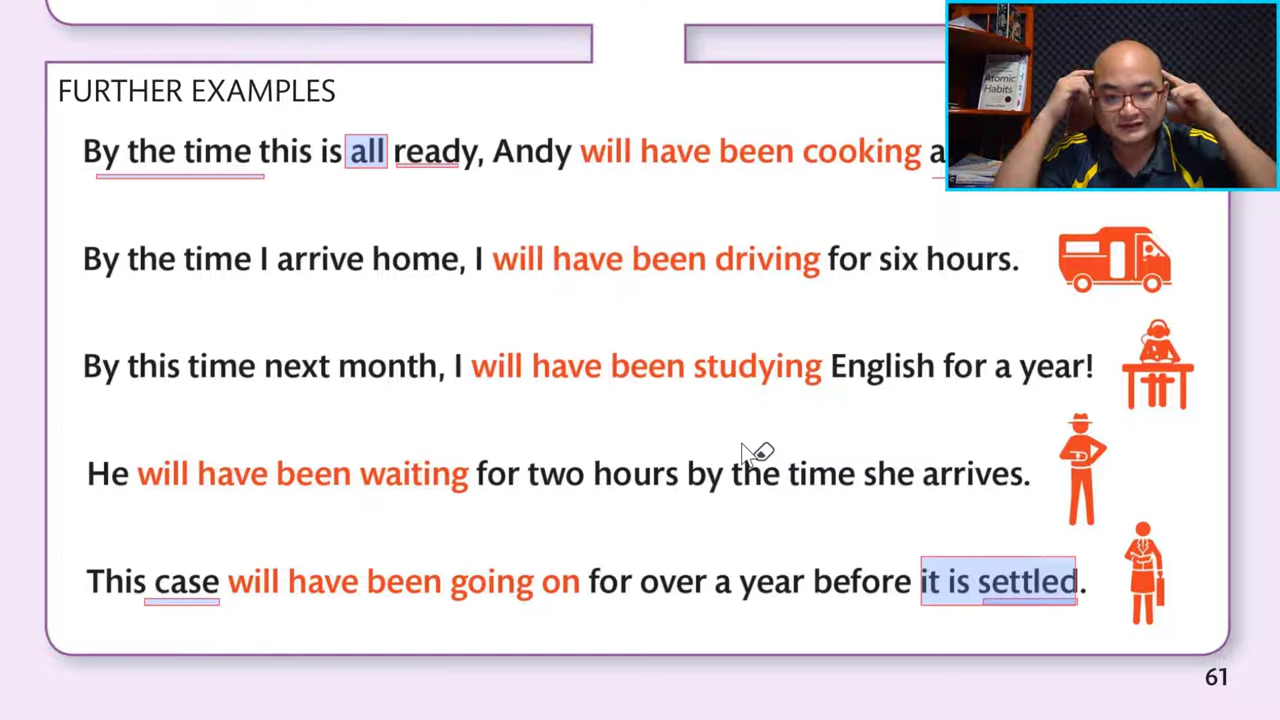 FURTHER EXAMPLES
By the time this is all ready, Andy will have been cooking a
By the time I arrive home, I will have been driving for six hours.
By this time next month, I will have been studying English for a year!
He will have been waiting for two hours by the time she arrives.
This case will have been going on for over a year before it is settled.
61
Atomic
Habits